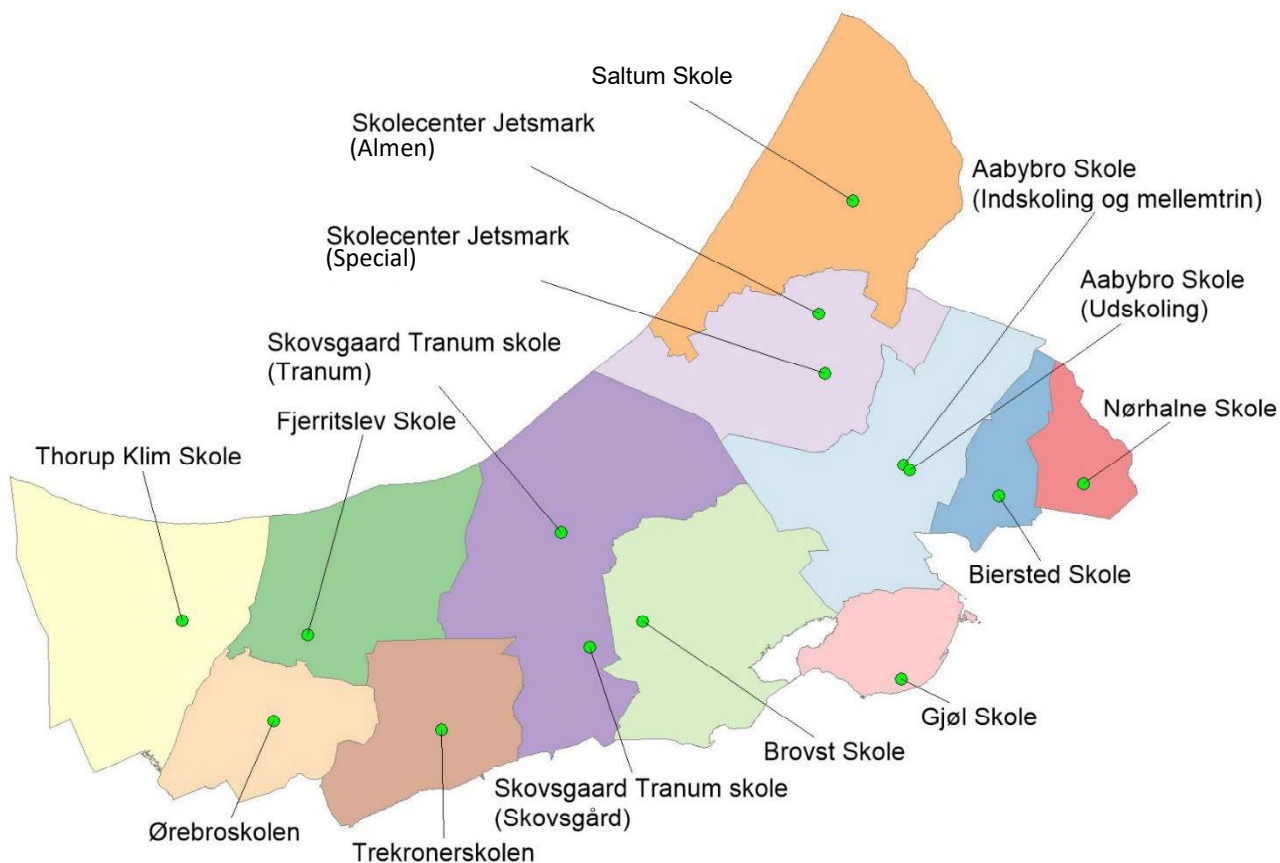 Saltum Skole
Skolecenter Jetsmark
(Almen)
Aabybro Skole
(Indskoling og mellemtrin)
Skolecenter Jetsmark
(Special)
Aabybro Skole
(Udskoling)
Skovsgaard Tranum skole
(Tranum)
Fjerritslev Skole
Nørhalne Skole
Thorup Klim Skole
Biersted Skole
Gjøl Skole
Brovst Skole
Skovsgaard Tranum skole
(Skovsgård)
Ørebroskolen
Trekronerskolen